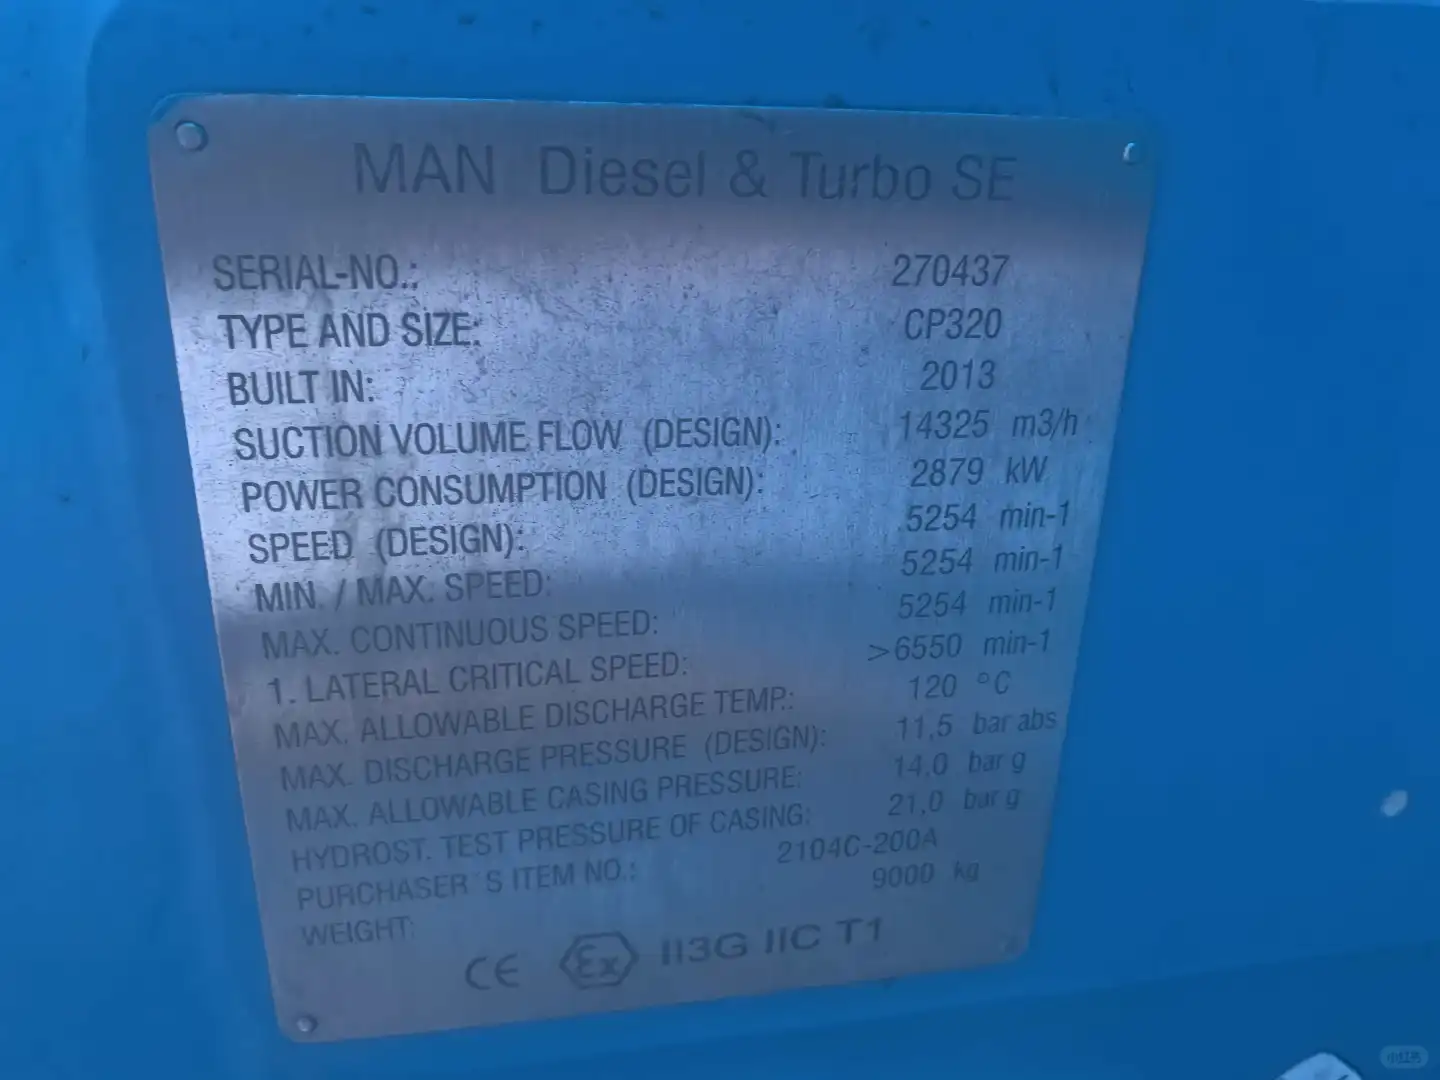 MAN Diesel & Turbo SE
SERIAL-NO.: 270437
TYPE AND SIZE: CP320
BUILT IN: 2013
SUCTION VOLUME FLOW (DESIGN): 14325 m3/h
POWER CONSUMPTION (DESIGN): 2879 kW
SPEED (DESIGN): 5254 min-1
MIN. / MAX. SPEED: 5254 min-1
MAX. CONTINUOUS SPEED: 5254 min-1
1. LATERAL CRITICAL SPEED: >6550 min-1
MAX. ALLOWABLE DISCHARGE TEMP.: 120 °C
MAX. DISCHARGE PRESSURE (DESIGN): 11,5 bar abs
MAX. ALLOWABLE CASING PRESSURE: 14,0 bar g
HYDROST. TEST PRESSURE OF CASING: 21,0 bar g
PURCHASER´S ITEM NO.: 2104C-200A
WEIGHT: 9000 kg
CE Ex II3G IIC T1
小红书